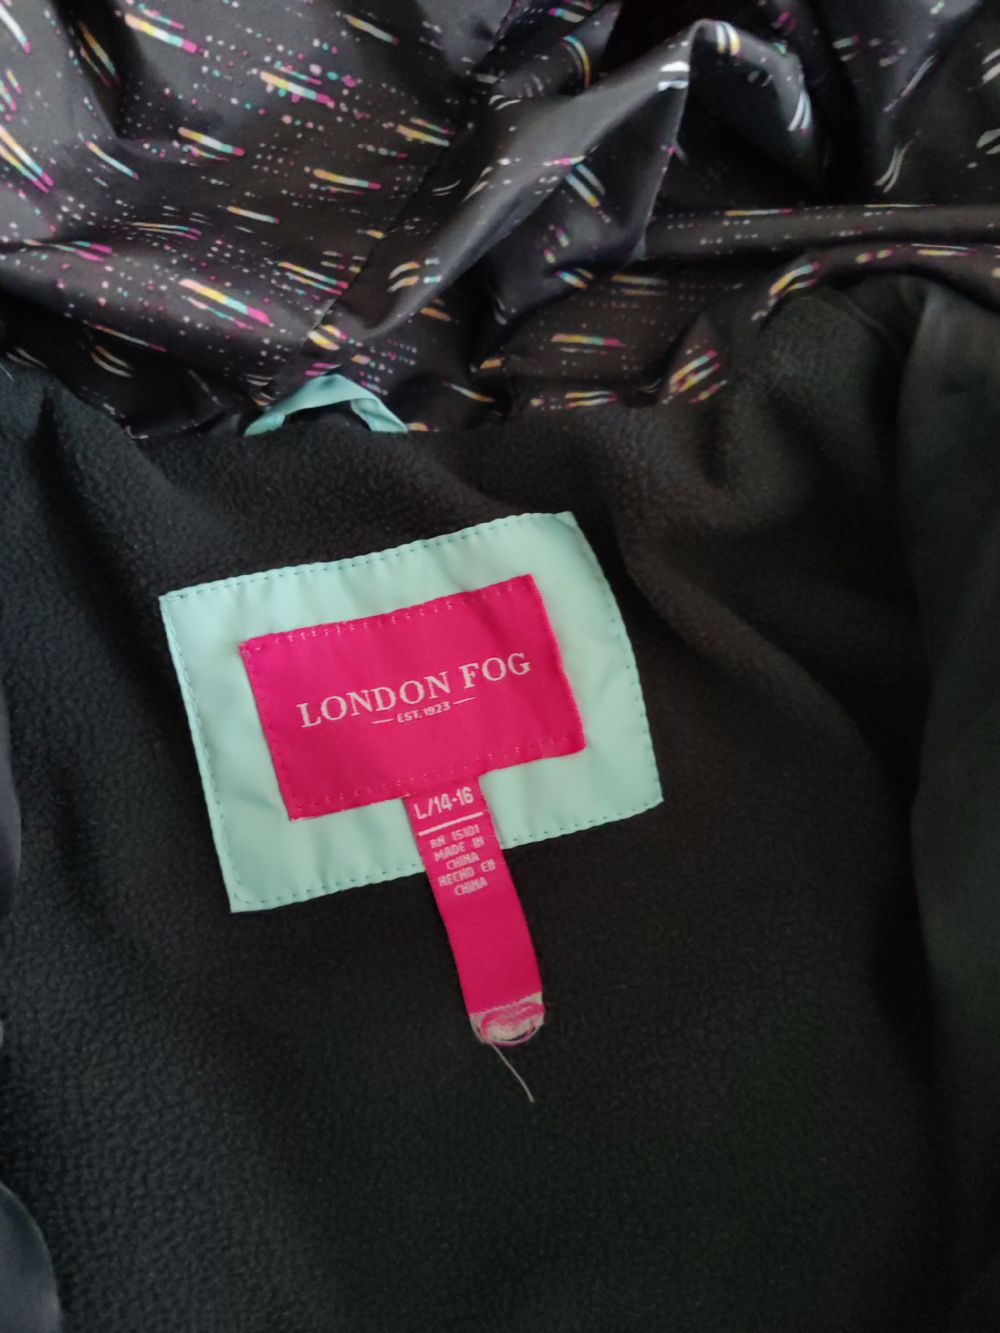 LONDON FOG
EST. 1923
L/14-16
RN 15101
MADE IN
CHINA
HECHO EN
CHINA